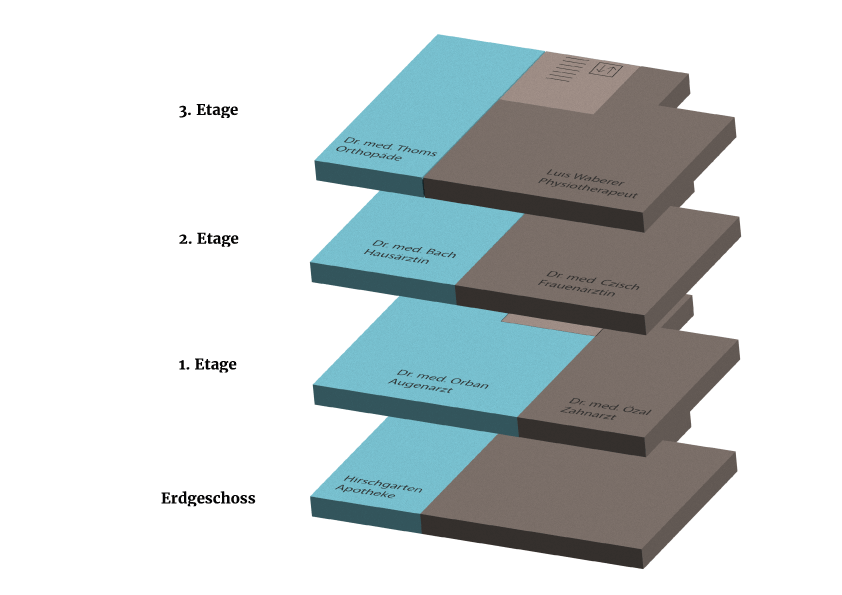 3. Etage
Dr. med. Thoms
Orthopäde
Luis Waberer
Physiotherapeut
2. Etage
Dr. med. Bach
Hausärztin
Dr. med. Czisch
Frauenärztin
1. Etage
Dr. med. Orban
Augenarzt
Dr. med. Özal
Zahnarzt
Erdgeschoss
Hirschgarten
Apotheke